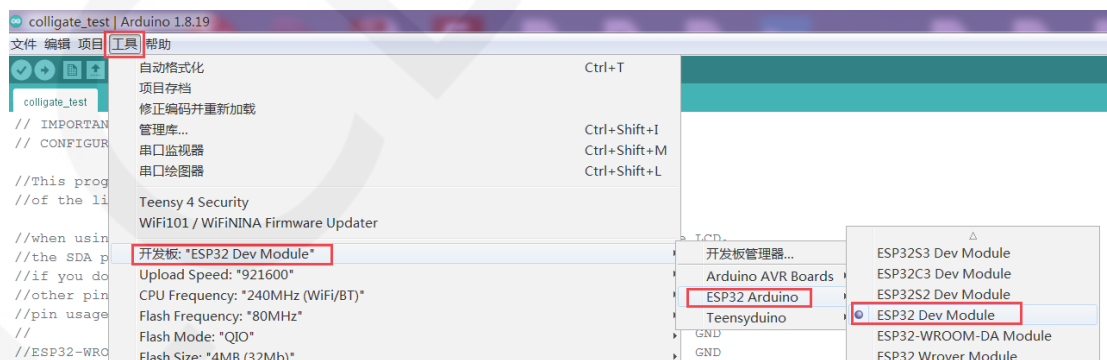 colligate_test | Arduino 1.8.19
文件 编辑 项目 工具 帮助
colligate_test
自动格式化 Ctrl+T
项目存档
修正编码并重新加载
管理库... Ctrl+Shift+I
串口监视器 Ctrl+Shift+M
串口绘图器 Ctrl+Shift+L
Teensy 4 Security
WiFi101 / WiFiNINA Firmware Updater
开发板: "ESP32 Dev Module"
Upload Speed: "921600"
CPU Frequency: "240MHz (WiFi/BT)"
Flash Frequency: "80MHz"
Flash Mode: "QIO"
Flash Size: "4MB (32Mb)"
// IMPORTAN
// CONFIGUR
//This prog
//of the li
//when usin
//the SDA p
//if you do
//other pin
//pin usage
//
//ESP32-WRO
LCD.
GND
GND
开发板管理器...
Arduino AVR Boards
ESP32 Arduino
Teensyduino
ESP32S3 Dev Module
ESP32C3 Dev Module
ESP32S2 Dev Module
ESP32 Dev Module
ESP32-WROOM-DA Module
ESP32 Wrover Module